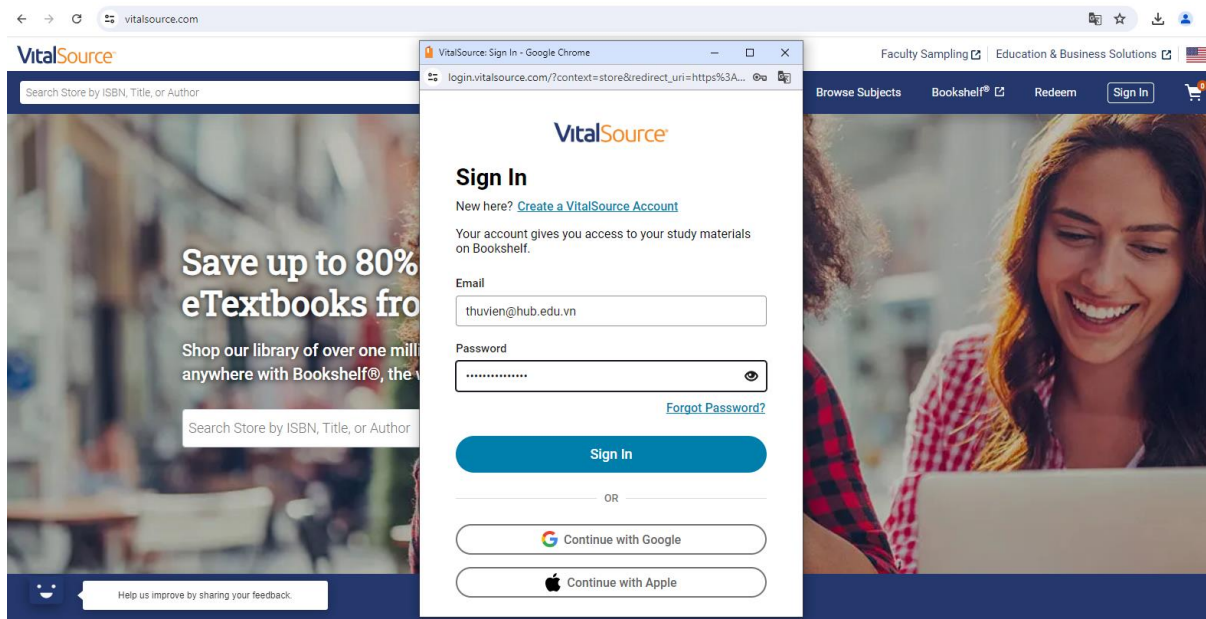 vitalsource.com
VitalSource
Faculty Sampling
Education & Business Solutions
Search Store by ISBN, Title, or Author
Browse Subjects
Bookshelf®
Redeem
Sign In
0
Save up to 80%
eTextbooks fro
Shop our library of over one mill
anywhere with Bookshelf®, the
Search Store by ISBN, Title, or Author
Help us improve by sharing your feedback.
VitalSource: Sign In - Google Chrome
login.vitalsource.com/?context=store&redirect_uri=https%3A...
VitalSource
Sign In
New here? Create a VitalSource Account
Your account gives you access to your study materials
on Bookshelf.
Email
thuvien@hub.edu.vn
Password
•••••••••••••••
Forgot Password?
Sign In
OR
Continue with Google
Continue with Apple